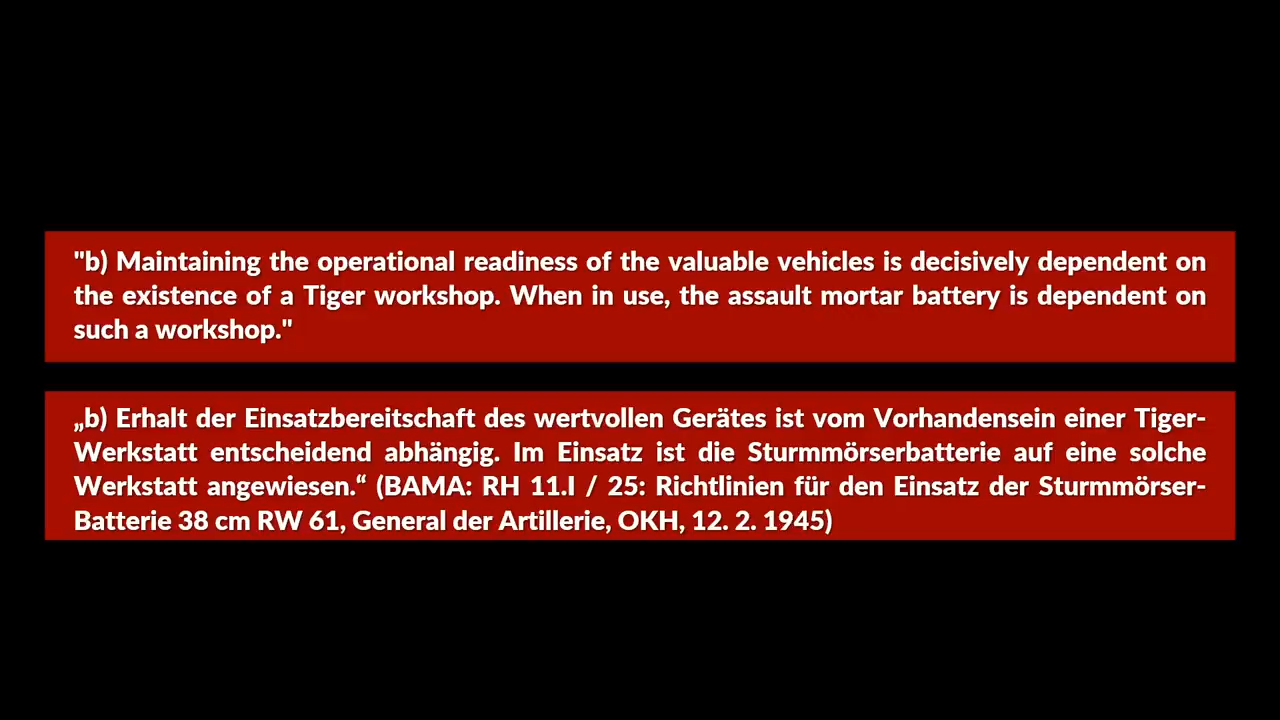 "b) Maintaining the operational readiness of the valuable vehicles is decisively dependent on
the existence of a Tiger workshop. When in use, the assault mortar battery is dependent on
such a workshop."
„b) Erhalt der Einsatzbereitschaft des wertvollen Gerätes ist vom Vorhandensein einer Tiger-
Werkstatt entscheidend abhängig. Im Einsatz ist die Sturmmörserbatterie auf eine solche
Werkstatt angewiesen.“ (BAMA: RH 11.I / 25: Richtlinien für den Einsatz der Sturmmörser-
Batterie 38 cm RW 61, General der Artillerie, OKH, 12. 2. 1945)